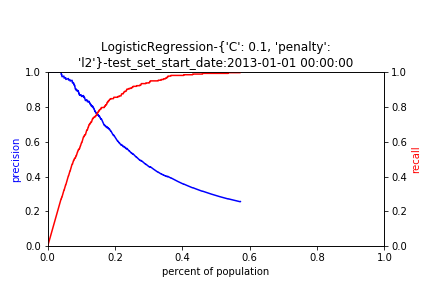 LogisticRegression-{'C': 0.1, 'penalty':
'l2'}-test_set_start_date:2013-01-01 00:00:00
1.0
0.8
0.6
0.4
0.2
0.0
precision
1.0
0.8
0.6
0.4
0.2
0.0
recall
0.0 0.2 0.4 0.6 0.8 1.0
percent of population